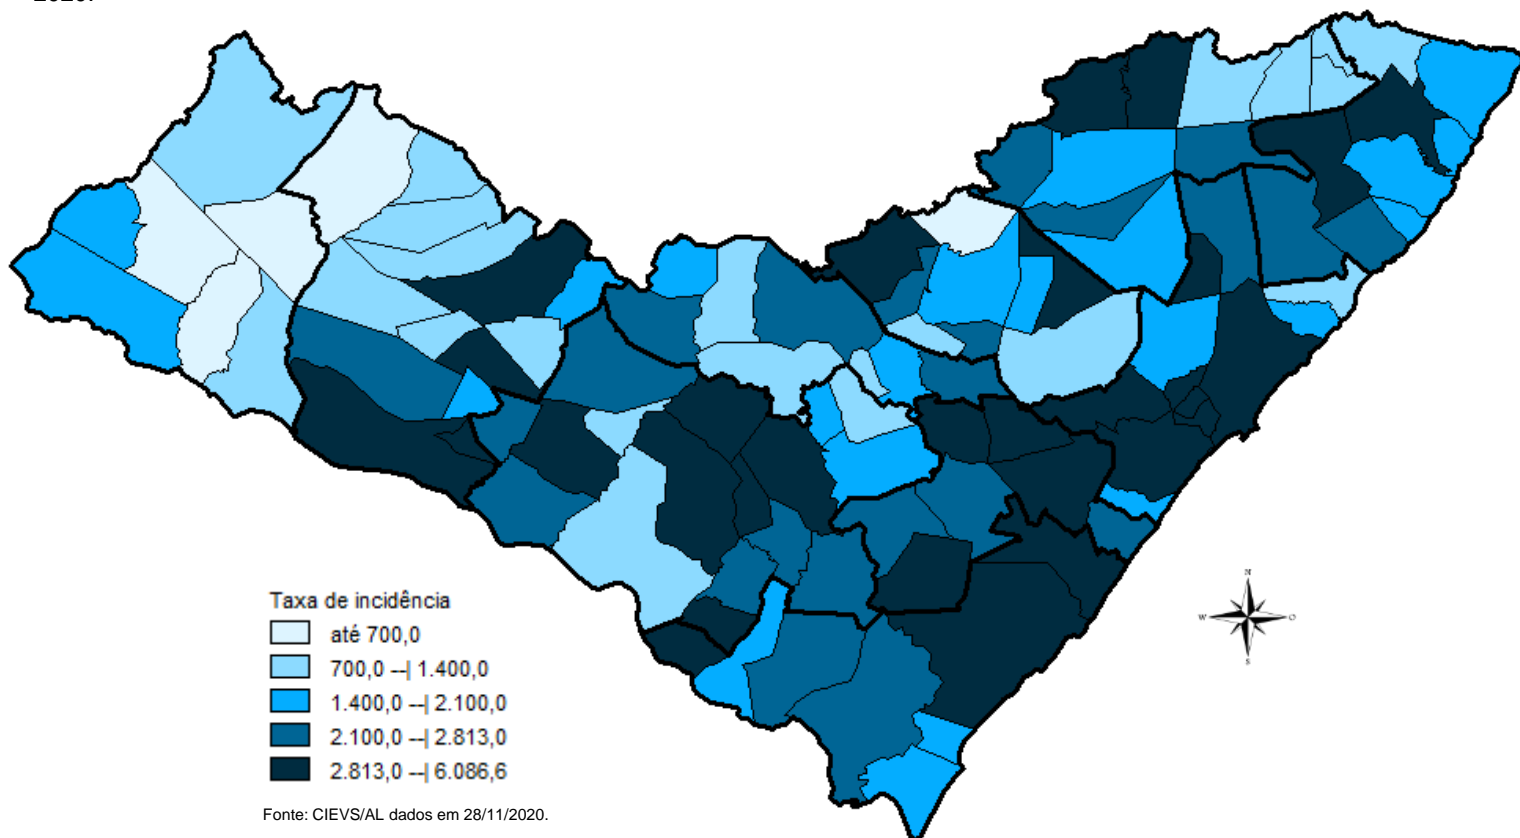 2020.
Taxa de incidência
até 700,0
700,0 --| 1.400,0
1.400,0 --| 2.100,0
2.100,0 --| 2.813,0
2.813,0 --| 6.086,6
Fonte: CIEVS/AL dados em 28/11/2020.
N
W O
S